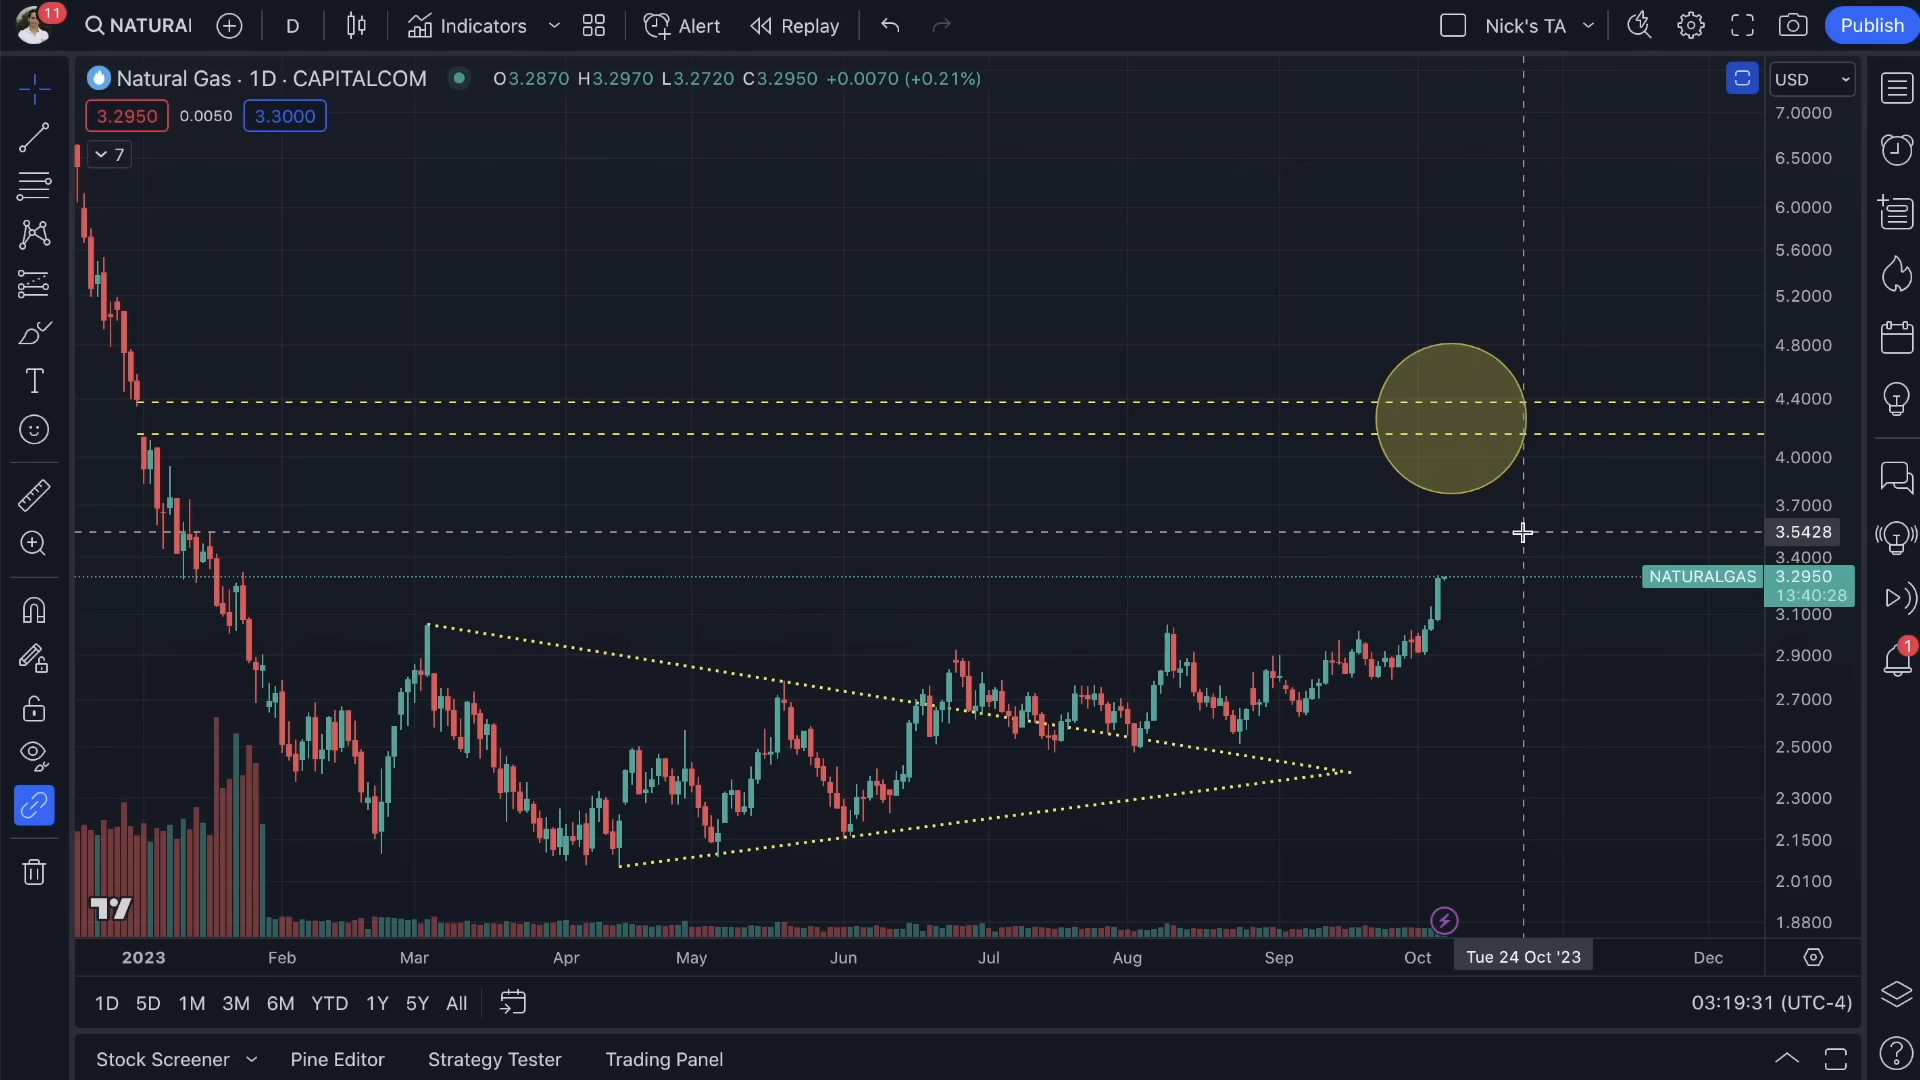 11
NATURAL
D
Indicators
Alert
Replay
Nick's TA
Publish
Natural Gas · 1D · CAPITALCOM
O3.2870 H3.2970 L3.2720 C3.2950 +0.0070 (+0.21%)
USD
3.2950
0.0050
3.3000
7
7.0000
6.5000
6.0000
5.6000
5.2000
4.8000
4.4000
4.0000
3.7000
3.5428
3.4000
NATURALGAS
3.2950
13:40:28
3.1000
2.9000
2.7000
2.5000
2.3000
2.1500
2.0100
1.8800
1
2023
Feb
Mar
Apr
May
Jun
Jul
Aug
Sep
Oct
Tue 24 Oct '23
Dec
1D
5D
1M
3M
6M
YTD
1Y
5Y
All
03:19:31 (UTC-4)
Stock Screener
Pine Editor
Strategy Tester
Trading Panel